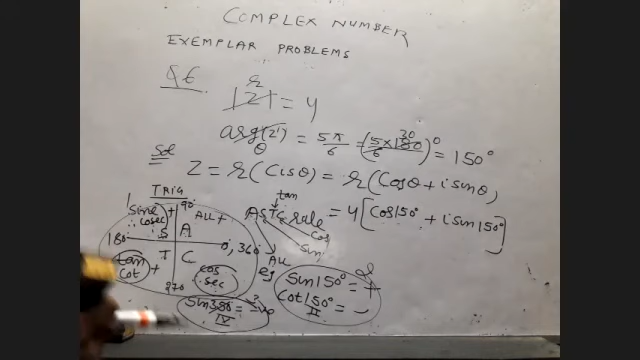 COMPLEX NUMBER
EXEMPLAR PROBLEMS
r
|z| = 4
arg(z) = 5π/6 = (5×180/6)° = 150°
30
θ
Sol
Z = r(Cisθ) = r(Cosθ + i sinθ)
= 4[Cos150° + i sin150°]
TRIG
90
sine
cosec
+
ALL +
S A
180
0, 360
T C
tan
cot
+
cos
sec
270
tan
ASTC rule
Cos
Sin
ALL
eg
Sin150° = +
Cot150° = -
II
IV